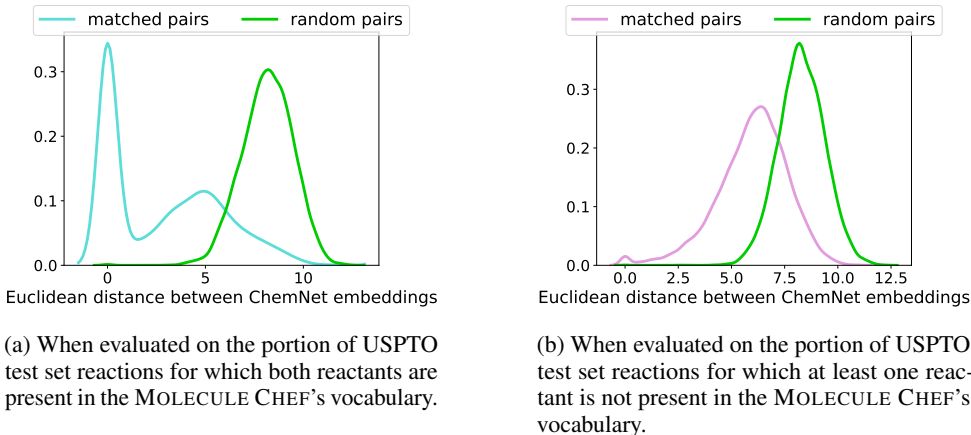 matched pairs random pairs
0.3
0.2
0.1
0.0
0 5 10
Euclidean distance between ChemNet embeddings
(a) When evaluated on the portion of USPTO
test set reactions for which both reactants are
present in the MOLECULE CHEF's vocabulary.
matched pairs random pairs
0.3
0.2
0.1
0.0
0.0 2.5 5.0 7.5 10.0 12.5
Euclidean distance between ChemNet embeddings
(b) When evaluated on the portion of USPTO
test set reactions for which at least one reac-
tant is not present in the MOLECULE CHEF's
vocabulary.